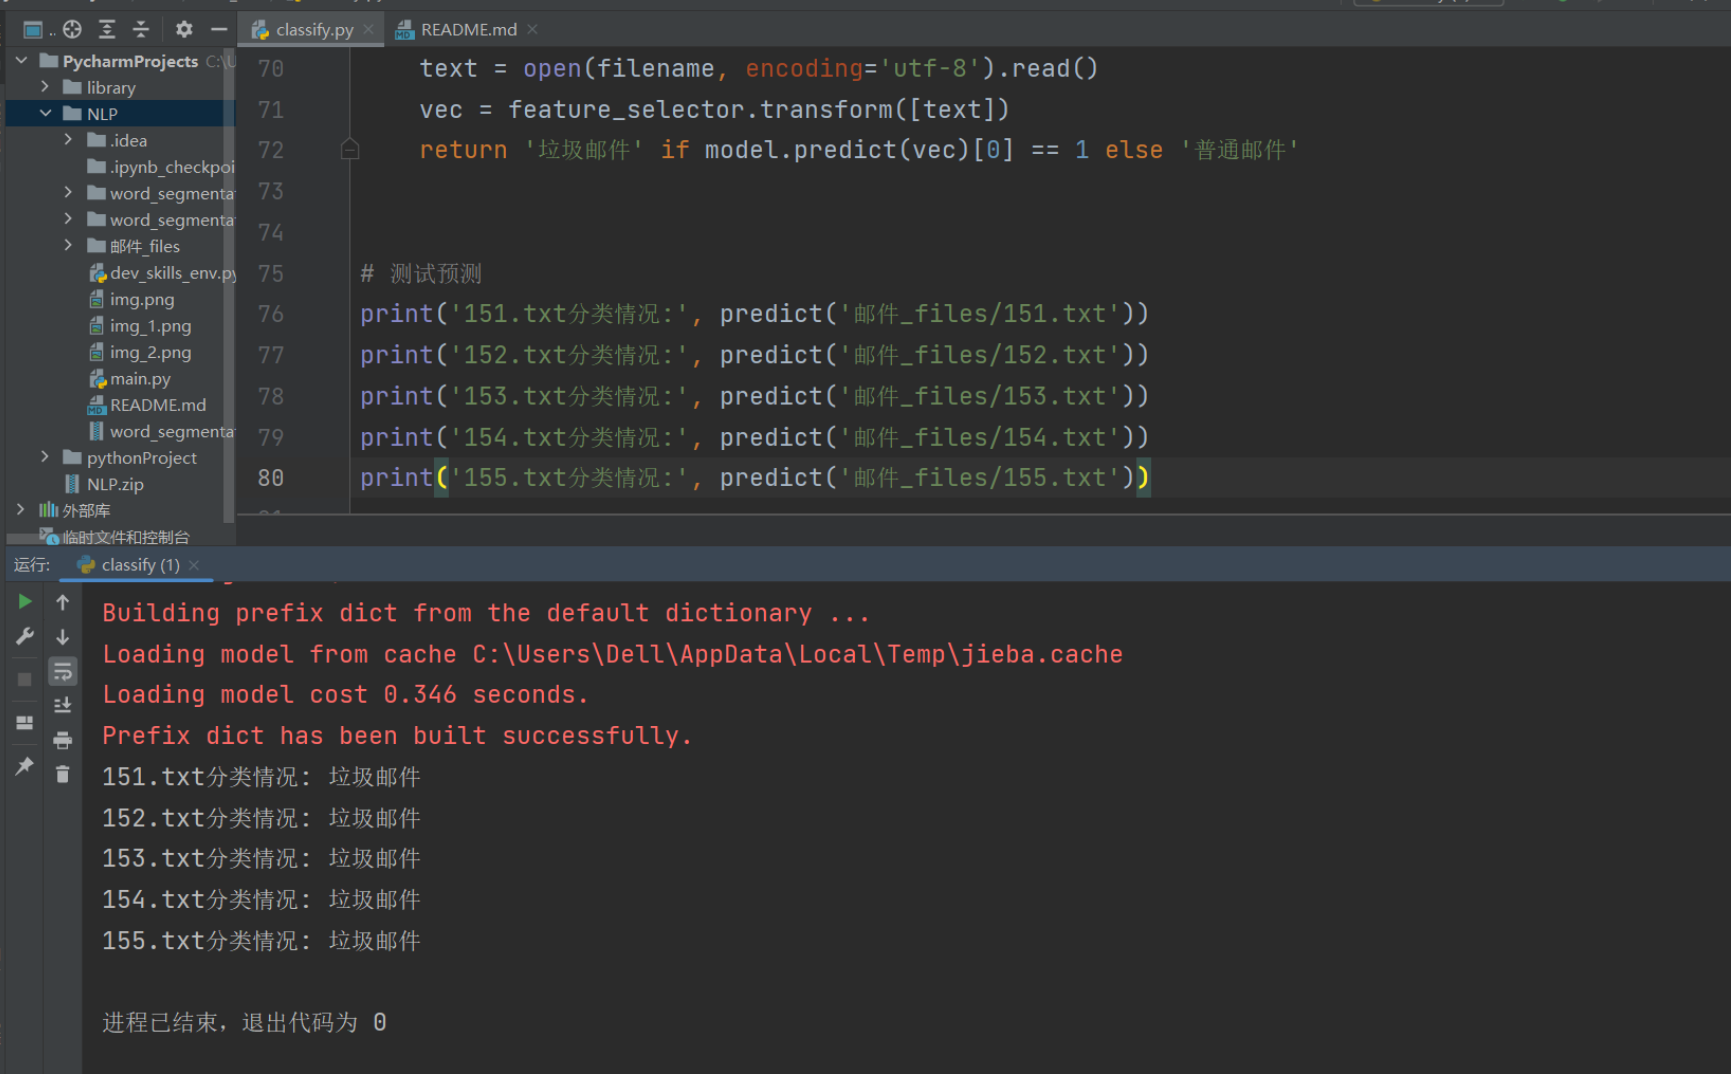 classify.py
README.md
PycharmProjects C:\U
library
NLP
.idea
.ipynb_checkpoi
word_segmenta
word_segmenta
邮件_files
dev_skills_env.py
img.png
img_1.png
img_2.png
main.py
README.md
word_segmenta
pythonProject
NLP.zip
外部库
临时文件和控制台
70 text = open(filename, encoding='utf-8').read()
71 vec = feature_selector.transform([text])
72 return '垃圾邮件' if model.predict(vec)[0] == 1 else '普通邮件'
73
74
75 # 测试预测
76 print('151.txt分类情况:', predict('邮件_files/151.txt'))
77 print('152.txt分类情况:', predict('邮件_files/152.txt'))
78 print('153.txt分类情况:', predict('邮件_files/153.txt'))
79 print('154.txt分类情况:', predict('邮件_files/154.txt'))
80 print('155.txt分类情况:', predict('邮件_files/155.txt'))
运行: classify (1)
Building prefix dict from the default dictionary ...
Loading model from cache C:\Users\Dell\AppData\Local\Temp\jieba.cache
Loading model cost 0.346 seconds.
Prefix dict has been built successfully.
151.txt分类情况: 垃圾邮件
152.txt分类情况: 垃圾邮件
153.txt分类情况: 垃圾邮件
154.txt分类情况: 垃圾邮件
155.txt分类情况: 垃圾邮件
进程已结束，退出代码为 0